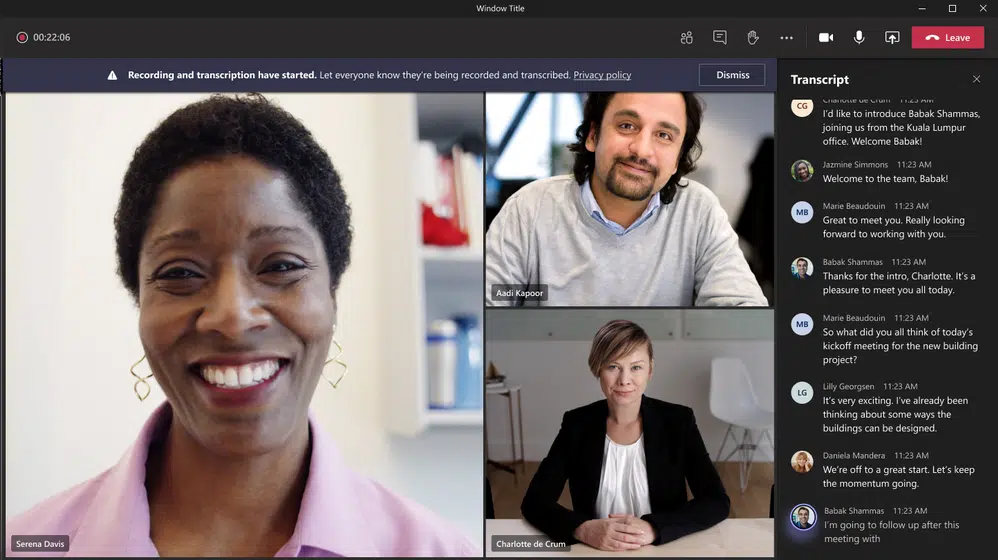 Window Title
00:22:06
Leave
Recording and transcription have started. Let everyone know they're being recorded and transcribed. Privacy policy
Dismiss
Serena Davis
Aadi Kapoor
Charlotte de Crum
Transcript
CG
Charlotte de Crum 11:23 AM
I'd like to introduce Babak Shammas,
joining us from the Kuala Lumpur
office. Welcome Babak!
Jazmine Simmons 11:23 AM
Welcome to the team, Babak!
MB
Marie Beaudouin 11:23 AM
Great to meet you. Really looking
forward to working with you.
Babak Shammas 11:23 AM
Thanks for the intro, Charlotte. It's a
pleasure to meet you all today.
MB
Marie Beaudouin 11:23 AM
So what did you all think of today's
kickoff meeting for the new building
project?
LG
Lilly Georgsen 11:23 AM
It's very exciting. I've already been
thinking about some ways the
buildings can be designed.
Daniela Mandera 11:23 AM
We're off to a great start. Let's keep
the momentum going.
Babak Shammas 11:23 AM
I'm going to follow up after this
meeting with